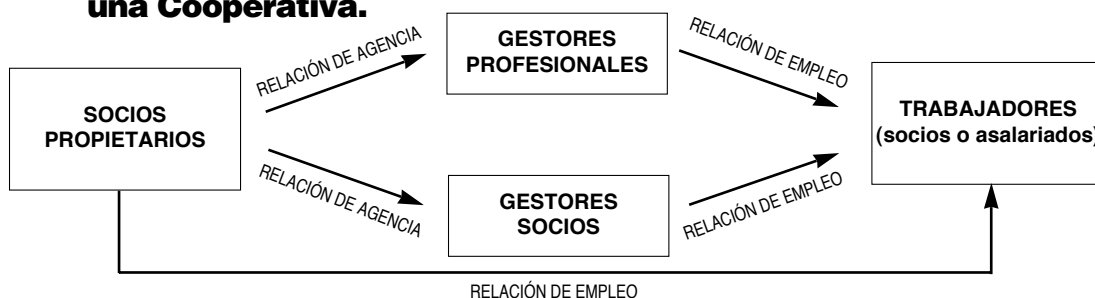 una Cooperativa.
SOCIOS
PROPIETARIOS
RELACIÓN DE AGENCIA
GESTORES
PROFESIONALES
RELACIÓN DE EMPLEO
RELACIÓN DE AGENCIA
GESTORES
SOCIOS
RELACIÓN DE EMPLEO
TRABAJADORES
(socios o asalariados)
RELACIÓN DE EMPLEO